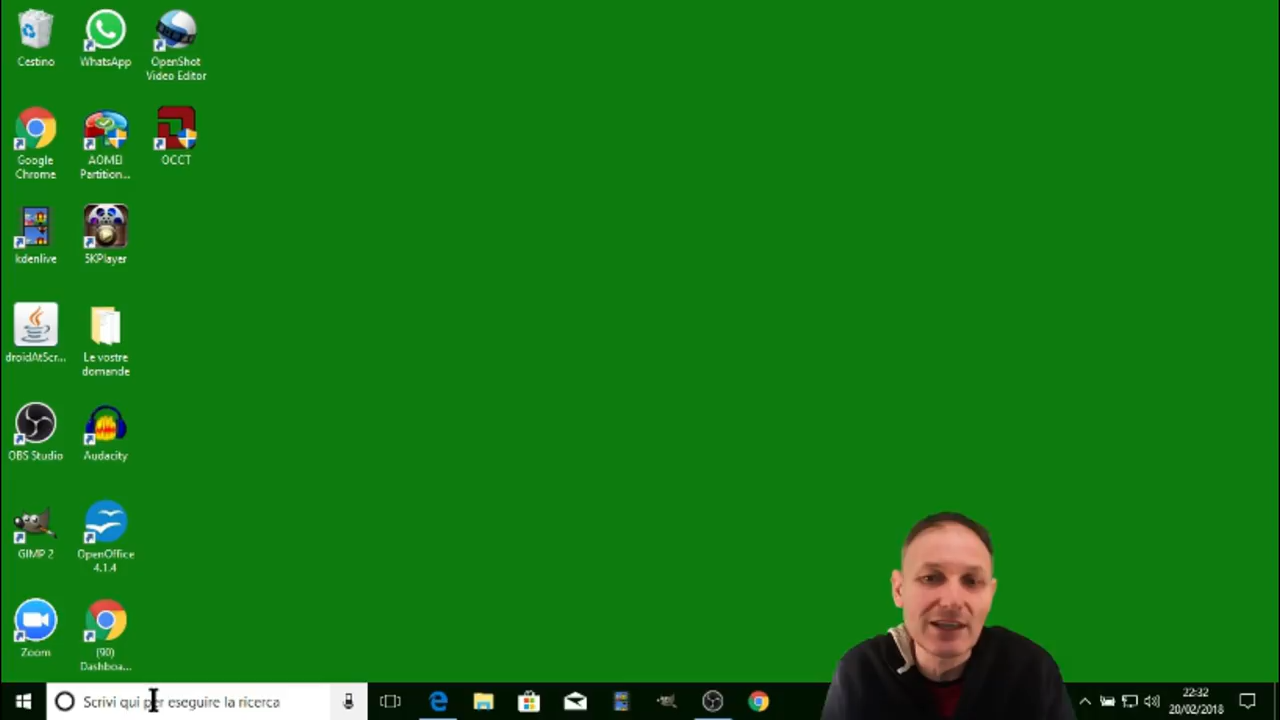 Cestino
WhatsApp
OpenShot
Video Editor
Google
Chrome
AOMEI
Partition...
OCCT
kdenlive
5KPlayer
droidAtScr...
Le vostre
domande
OBS Studio
Audacity
GIMP 2
OpenOffice
4.1.4
Zoom
(90)
Dashboa...
Scrivi qui per eseguire la ricerca
22:32
20/02/2018